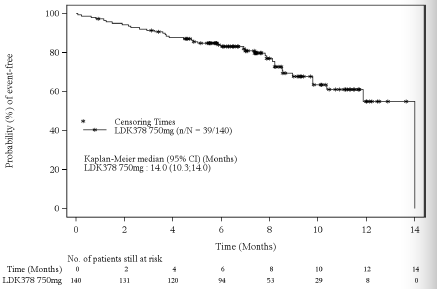 Probability (%) of event-free
100
80
60
40
20
0
Censoring Times
LDK378 750mg (n/N = 39/140)
Kaplan-Meier median (95% CI) (Months)
LDK378 750mg : 14.0 (10.3;14.0)
0 2 4 6 8 10 12 14
Time (Months)
No. of patients still at risk
Time (Months) 0 2 4 6 8 10 12 14
LDK378 750mg 140 131 120 94 53 29 8 0